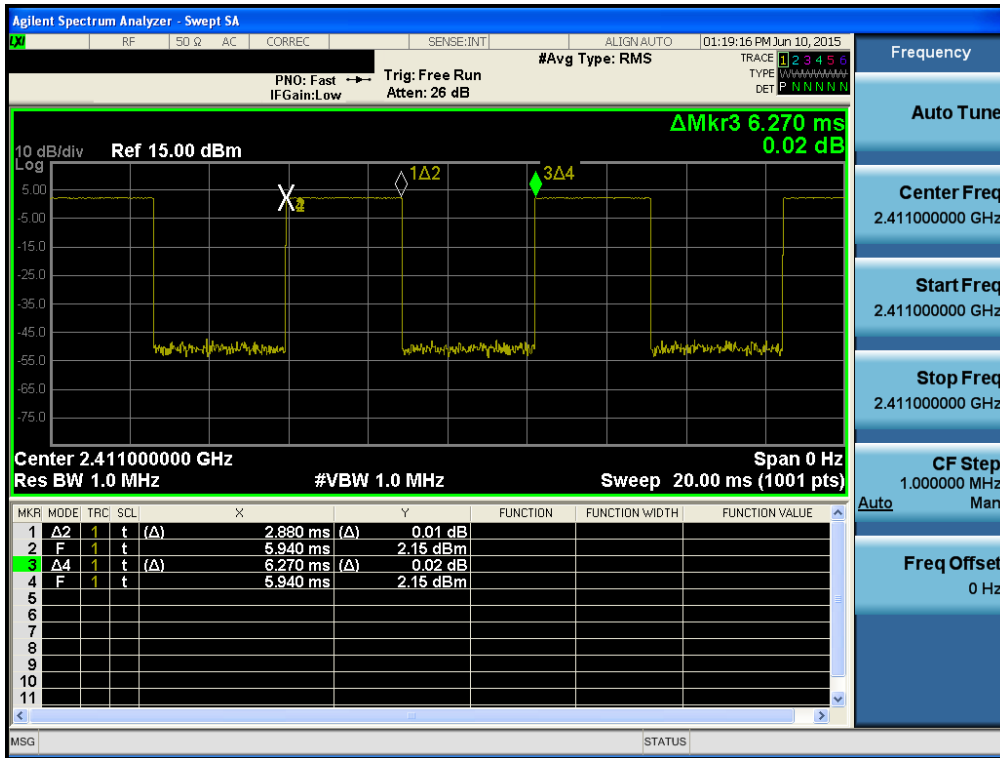 Agilent Spectrum Analyzer - Swept SA
LXI RF 50 Ω AC CORREC SENSE:INT ALIGN AUTO 01:19:16 PM Jun 10, 2015
Frequency
#Avg Type: RMS
TRACE 1 2 3 4 5 6
TYPE WWWWWW
DET P N N N N N
PNO: Fast
IFGain:Low
Trig: Free Run
Atten: 26 dB
ΔMkr3 6.270 ms
0.02 dB
10 dB/div Ref 15.00 dBm
Log
1Δ2
3Δ4
5.00
-5.00
-15.0
-25.0
-35.0
-45.0
-55.0
-65.0
-75.0
Center 2.411000000 GHz Span 0 Hz
Res BW 1.0 MHz #VBW 1.0 MHz Sweep 20.00 ms (1001 pts)
MKR MODE TRC SCL X Y FUNCTION FUNCTION WIDTH FUNCTION VALUE
1 Δ2 1 t (Δ) 2.880 ms (Δ) 0.01 dB
2 F 1 t 5.940 ms 2.15 dBm
3 Δ4 1 t (Δ) 6.270 ms (Δ) 0.02 dB
4 F 1 t 5.940 ms 2.15 dBm
5
6
7
8
9
10
11
MSG STATUS
Auto Tune
Center Freq
2.411000000 GHz
Start Freq
2.411000000 GHz
Stop Freq
2.411000000 GHz
CF Step
1.000000 MHz
Auto Man
Freq Offset
0 Hz